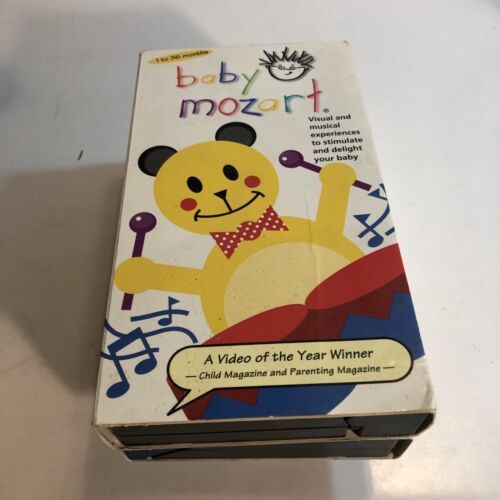 1 to 36 months
baby
mozart®
Visual and
musical
experiences
to stimulate
and delight
your baby
A Video of the Year Winner
— Child Magazine and Parenting Magazine —